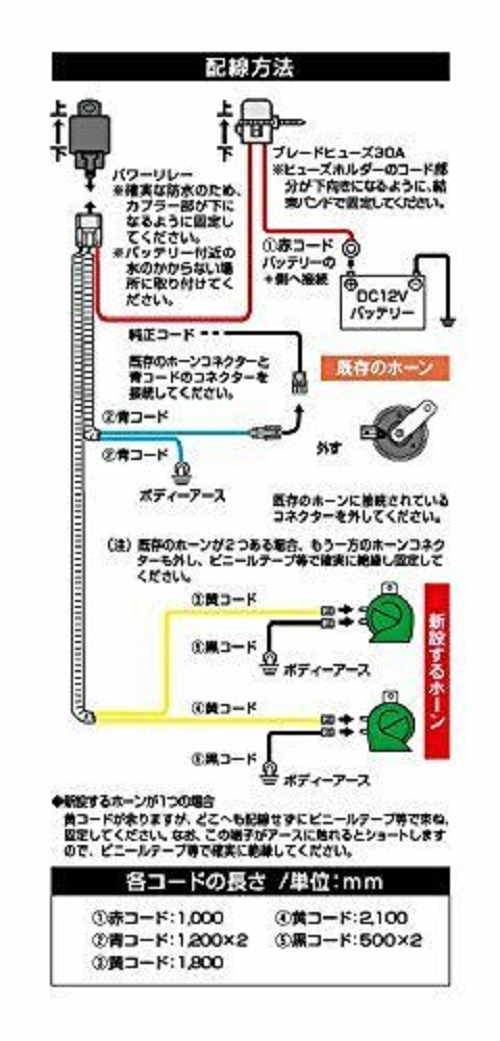 配線方法
上
下
上
下
パワーリレー
※確実な防水のため、
カプラー部が下に
なるように固定し
てください。
※バッテリー付近の
水のかからない場
所に取り付けてく
ださい。
ブレードヒューズ30A
※ヒューズホルダーのコード部
分が下向きになるように、結
束バンドで固定してください。
①赤コード
バッテリーの
+側へ接続
DC12V
バッテリー
純正コード
既存のホーンコネクターと
青コードのコネクターを
接続してください。
既存のホーン
②青コード
②青コード
ボディーアース
外す
既存のホーンに接続されている
コネクターを外してください。
(注)既存のホーンが2つある場合、もう一方のホーンコネク
ターも外し、ビニールテープ等で確実に絶縁し固定して
ください。
③黄コード
⑤黒コード
ボディーアース
④黄コード
⑤黒コード
ボディーアース
新設するホーン
◆新設するホーンが1つの場合
黄コードが余りますが、どこへも配線せずにビニールテープ等で束ね、
固定してください。なお、この端子がアースに触れるとショートします
ので、ビニールテープ等で確実に絶縁してください。
各コードの長さ /単位:mm
①赤コード:1,000
②青コード:1,200×2
③黄コード:1,800
④黄コード:2,100
⑤黒コード:500×2